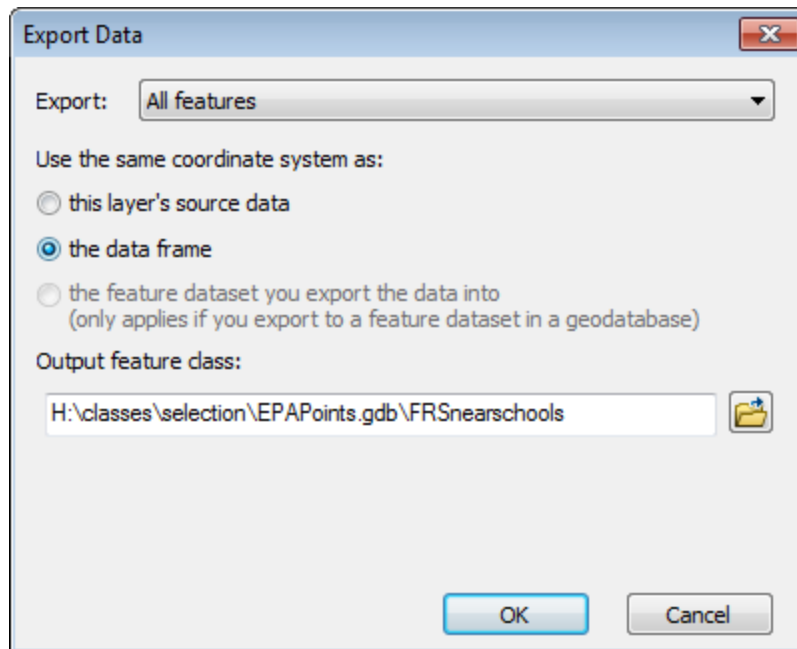 Export Data
Export: All features
Use the same coordinate system as:
this layer's source data
the data frame
the feature dataset you export the data into
(only applies if you export to a feature dataset in a geodatabase)
Output feature class:
H:\classes\selection\EPAPoints.gdb\FRSnearschools
OK Cancel